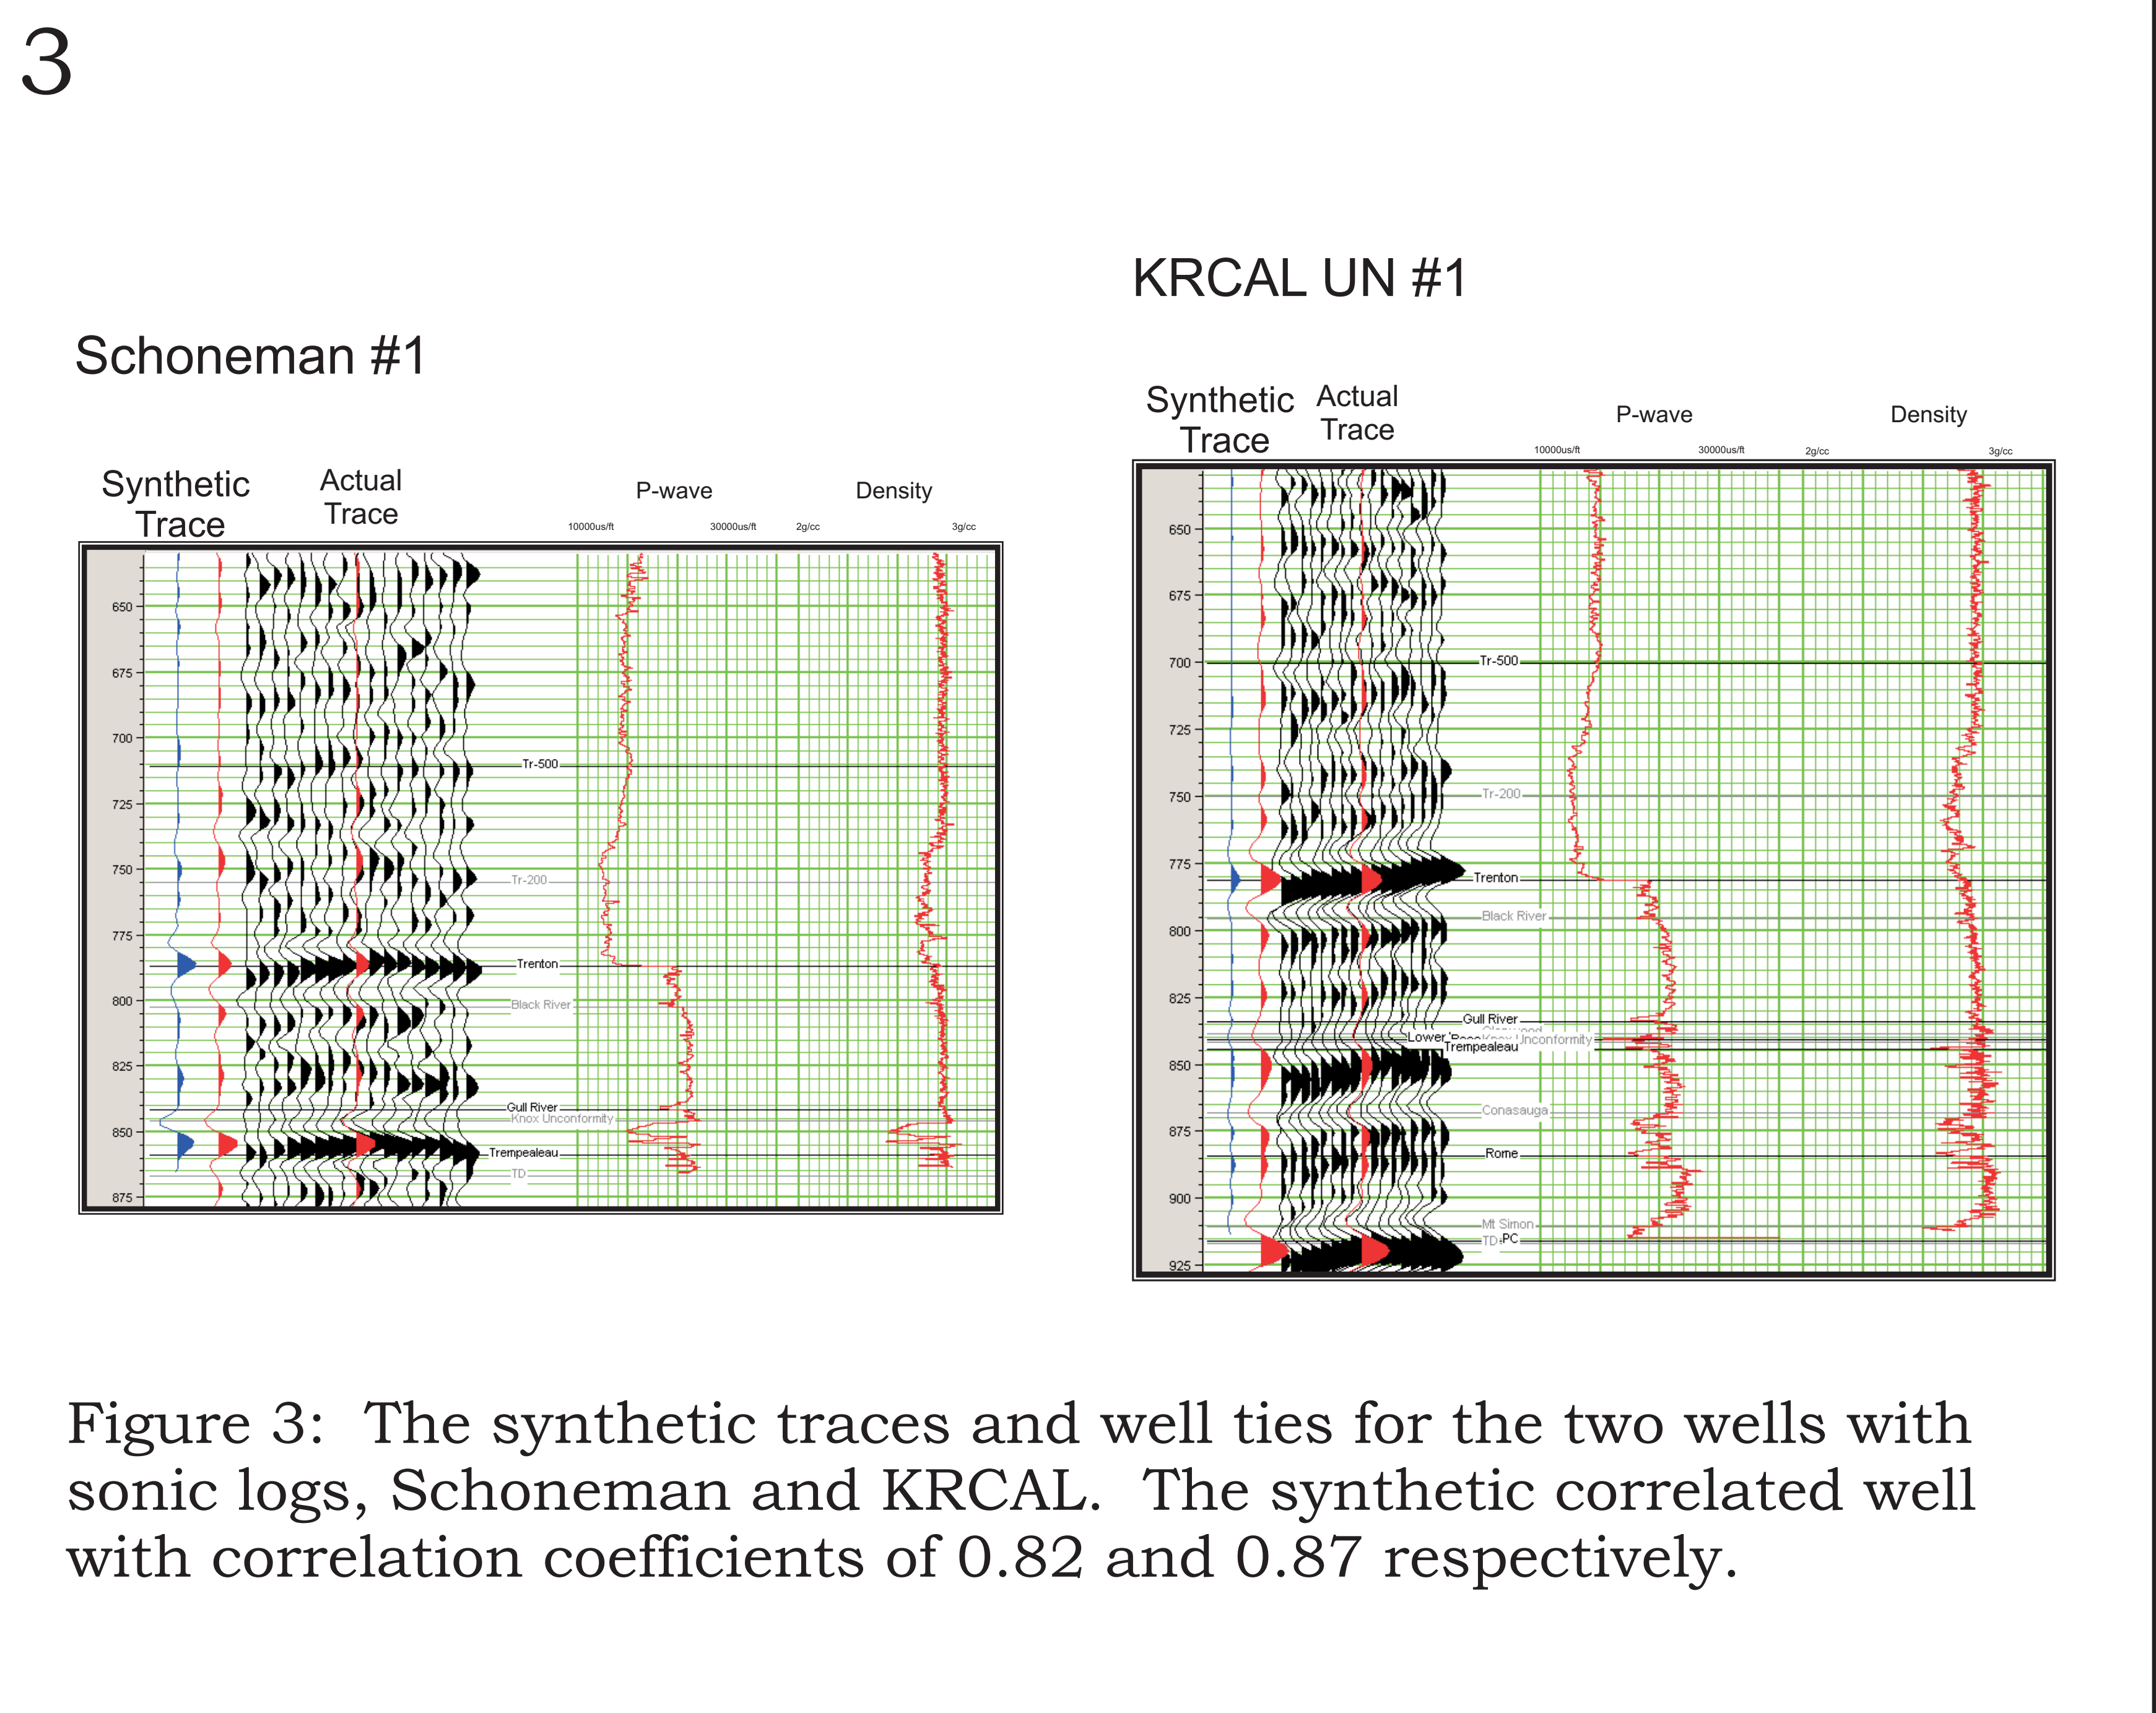 3
Schoneman #1
Synthetic
Trace
Actual
Trace
P-wave
Density
10000us/ft
30000us/ft
2g/cc
3g/cc
650
675
700
725
750
775
800
825
850
875
Tr-500
Tr-200
Trenton
Black River
Gull River
Knox Unconformity
Trempealeau
TD
KRCAL UN #1
Synthetic
Trace
Actual
Trace
P-wave
Density
10000us/ft
30000us/ft
2g/cc
3g/cc
650
675
700
725
750
775
800
825
850
875
900
925
Tr-500
Tr-200
Trenton
Black River
Gull River
Lower
Knox Unconformity
Trempealeau
Conasauga
Rome
Mt Simon
TD
PC
Figure 3: The synthetic traces and well ties for the two wells with
sonic logs, Schoneman and KRCAL. The synthetic correlated well
with correlation coefficients of 0.82 and 0.87 respectively.